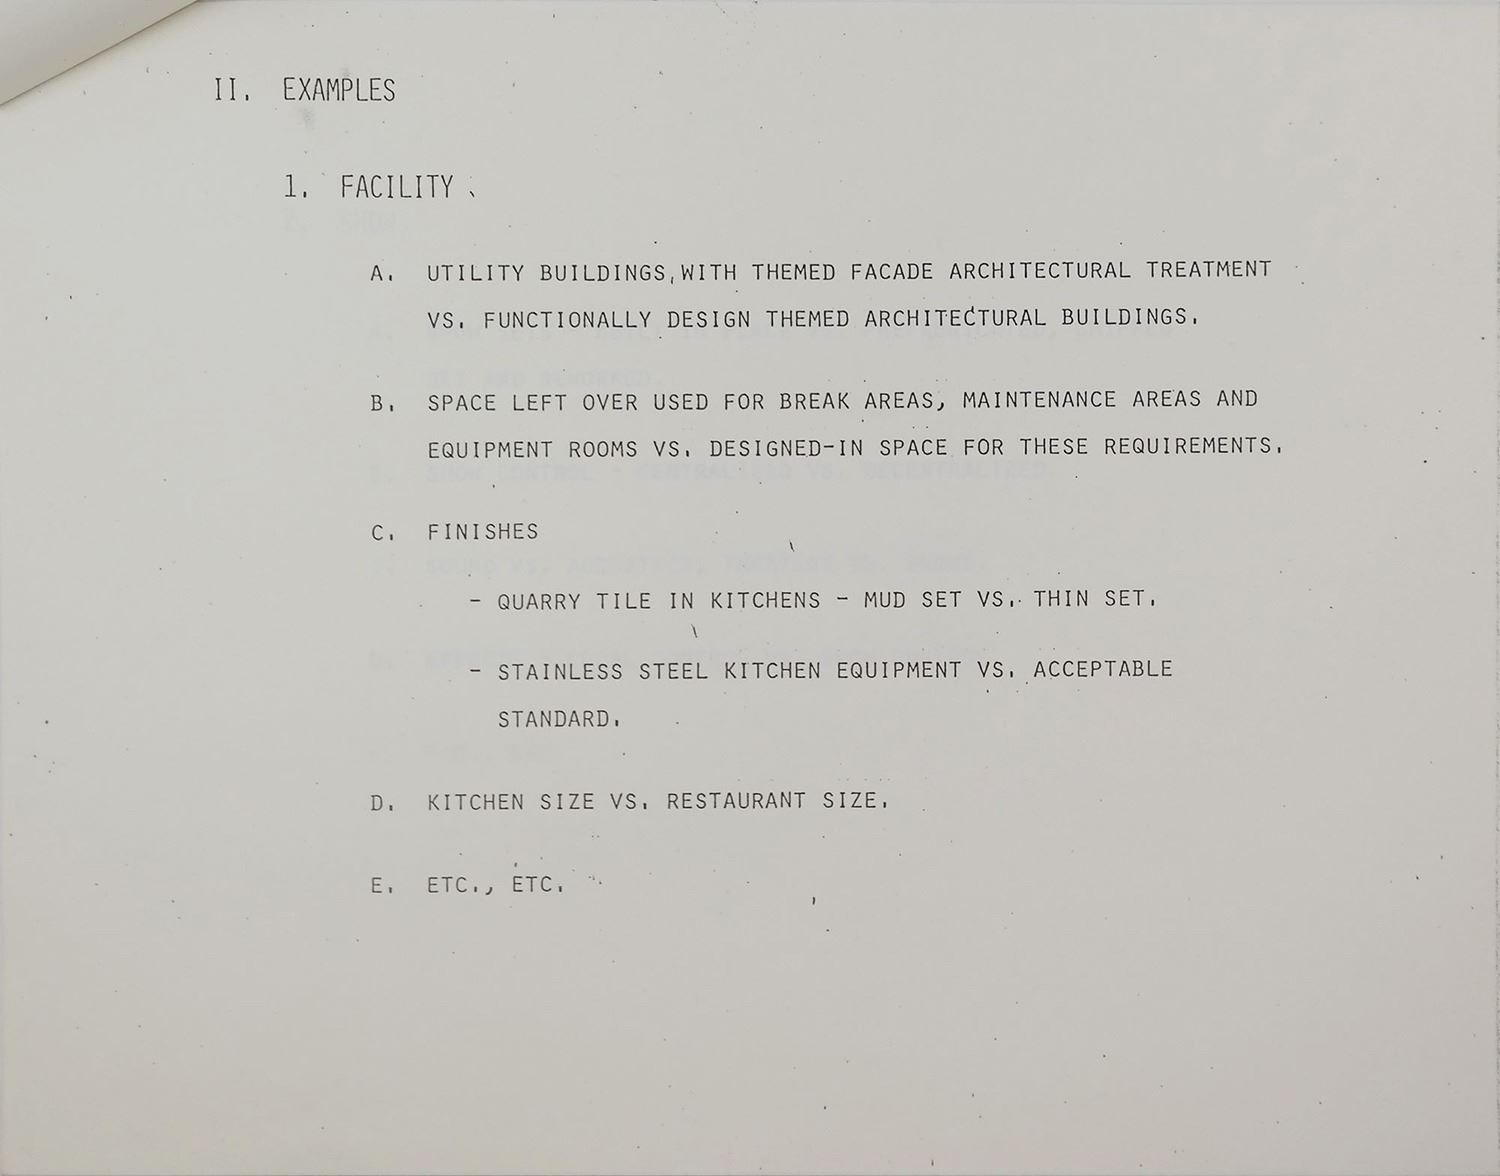 II. EXAMPLES
1. FACILITY
A. UTILITY BUILDINGS, WITH THEMED FACADE ARCHITECTURAL TREATMENT
VS. FUNCTIONALLY DESIGN THEMED ARCHITECTURAL BUILDINGS.
B. SPACE LEFT OVER USED FOR BREAK AREAS, MAINTENANCE AREAS AND
EQUIPMENT ROOMS VS. DESIGNED-IN SPACE FOR THESE REQUIREMENTS.
C. FINISHES
- QUARRY TILE IN KITCHENS - MUD SET VS. THIN SET.
- STAINLESS STEEL KITCHEN EQUIPMENT VS. ACCEPTABLE
STANDARD.
D. KITCHEN SIZE VS. RESTAURANT SIZE.
E. ETC., ETC.